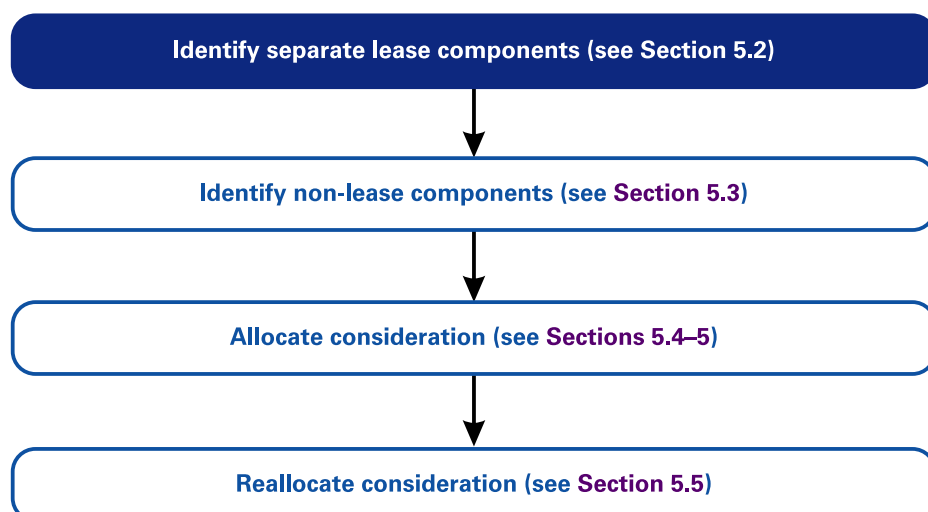 Identify separate lease components (see Section 5.2)
Identify non-lease components (see Section 5.3)
Allocate consideration (see Sections 5.4–5)
Reallocate consideration (see Section 5.5)